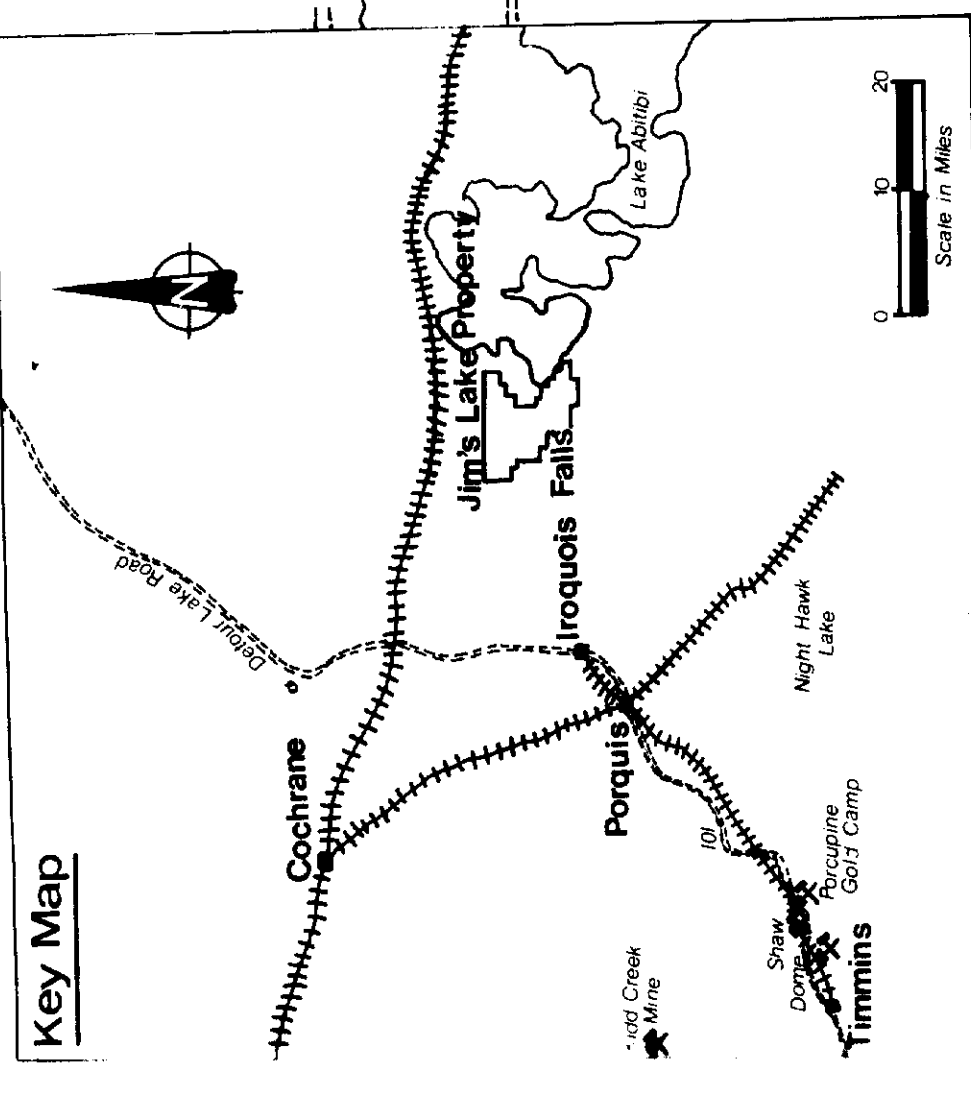 Key Map
N
Detour Lake Road
Cochrane
Jim's Lake Property
Iroquois Falls
Lake Abitibi
Porquis
101
Night Hawk
Lake
Creek
Mine
Shaw
Dome
Porcupine
Gold Camp
Timmins
0 10 20
Scale in Miles